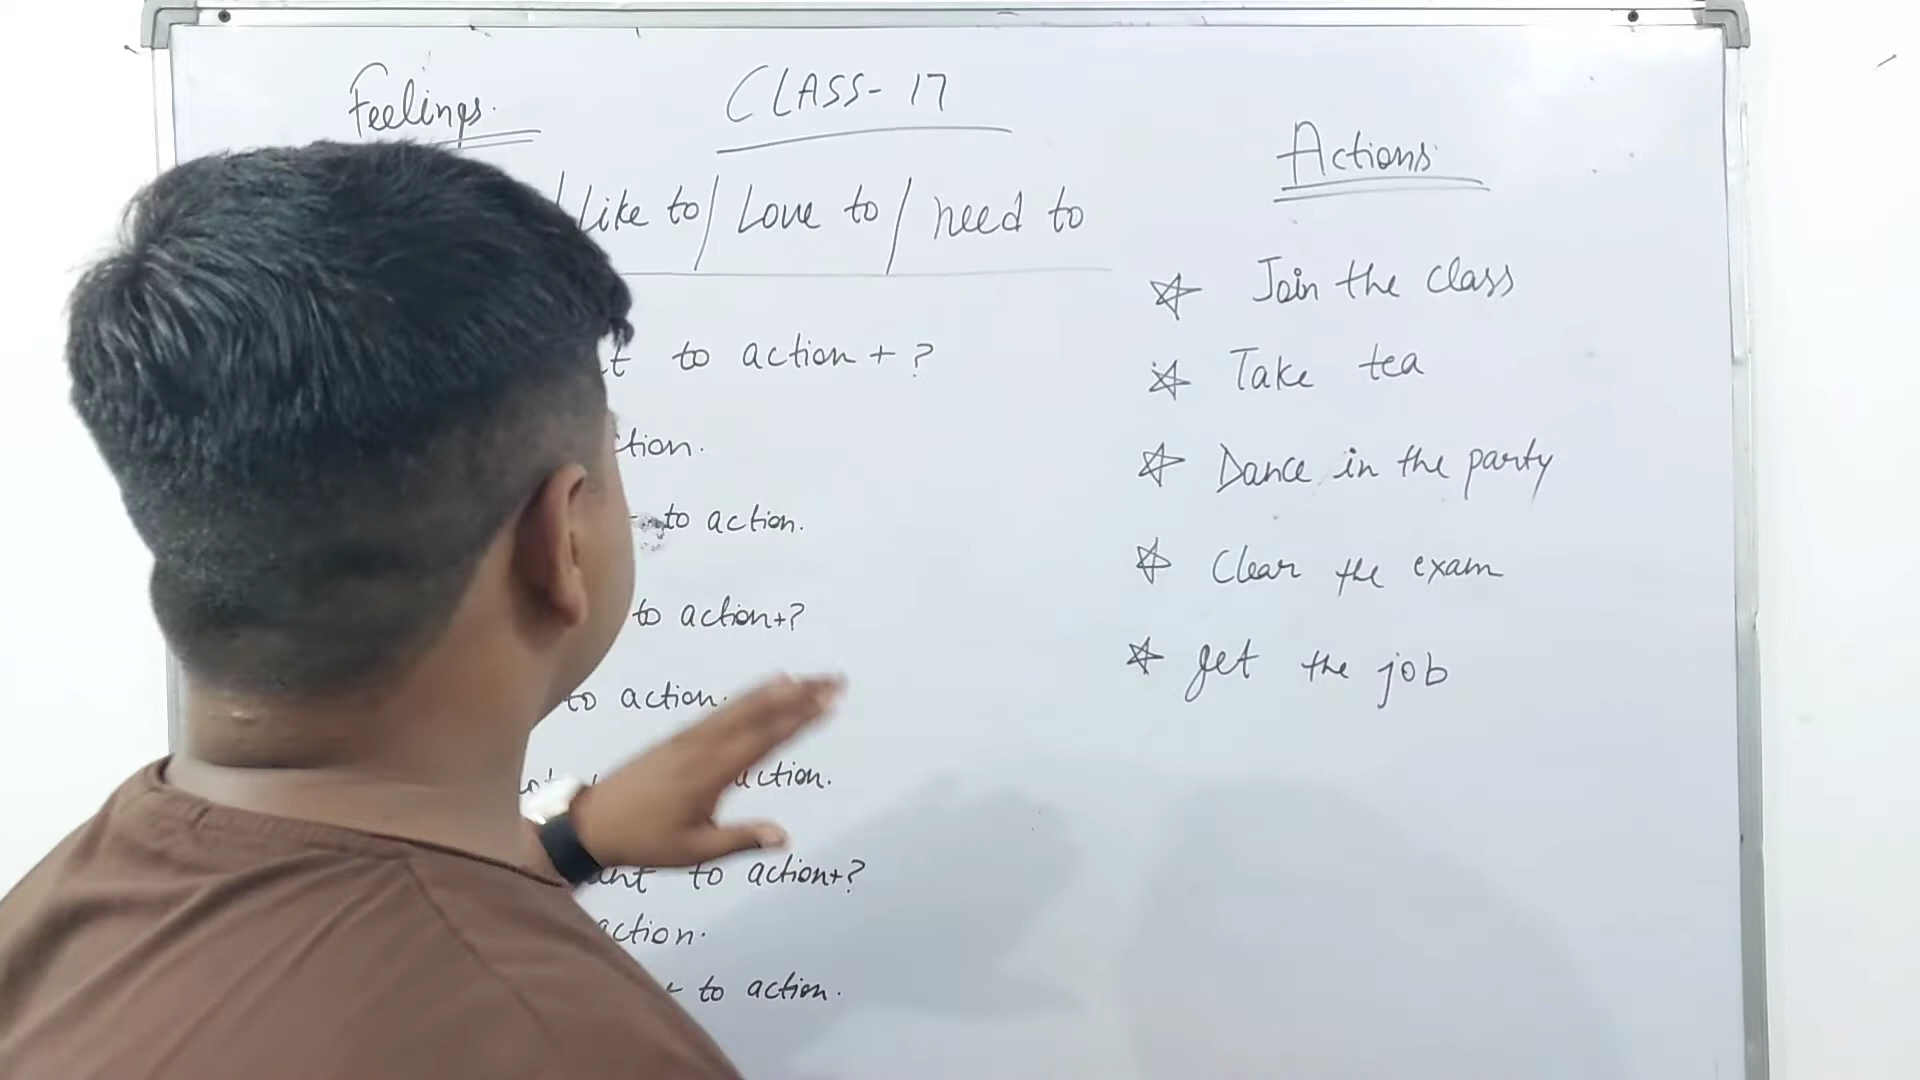 Feelings.
CLASS- 17
Like to/ Love to/ need to
to action + ?
to action.
to action+?
to action.
action.
to action+?
action.
to action.
Actions
Join the class
Take tea
Dance in the party
Clear the exam
get the job